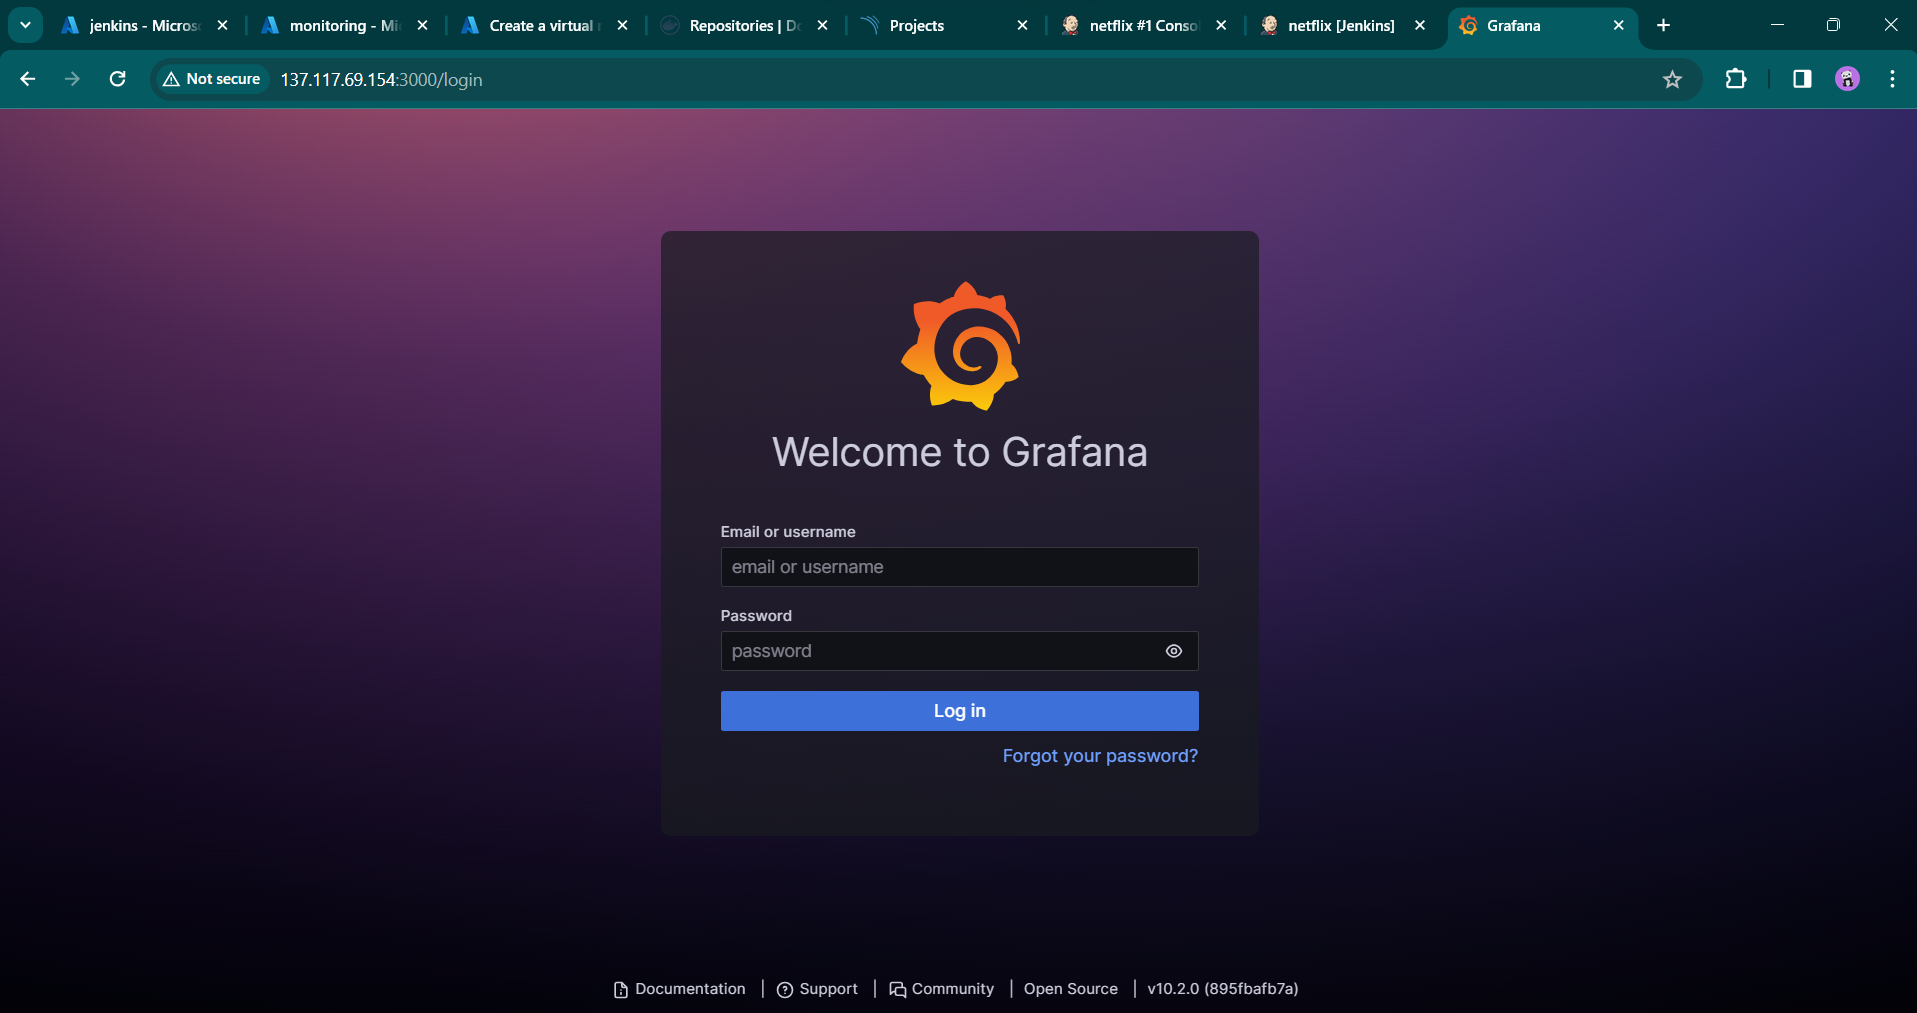 jenkins - Micros
monitoring - Mi
Create a virtual
Repositories | Do
Projects
netflix #1 Conso
netflix [Jenkins]
Grafana
Not secure
137.117.69.154:3000/login
Welcome to Grafana
Email or username
email or username
Password
password
Log in
Forgot your password?
Documentation | Support | Community | Open Source | v10.2.0 (895fbafb7a)